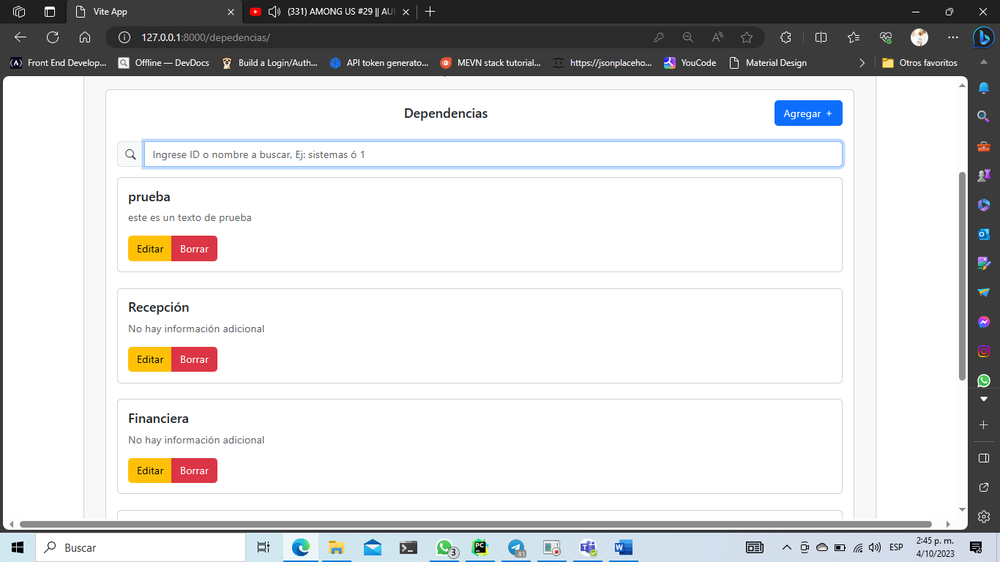 Vite App
(331) AMONG US #29 || AUR
127.0.0.1:8000/depedencias/
Front End Develop...
Offline — DevDocs
Build a Login/Auth...
API token generato...
MEVN stack tutorial...
https://jsonplaceho...
YouCode
Material Design
Otros favoritos
Dependencias
Agregar +
Ingrese ID o nombre a buscar, Ej: sistemas ó 1
prueba
este es un texto de prueba
Editar Borrar
Recepción
No hay información adicional
Editar Borrar
Financiera
No hay información adicional
Editar Borrar
Buscar
3
PC
.85
ESP
2:45 p. m.
4/10/2023